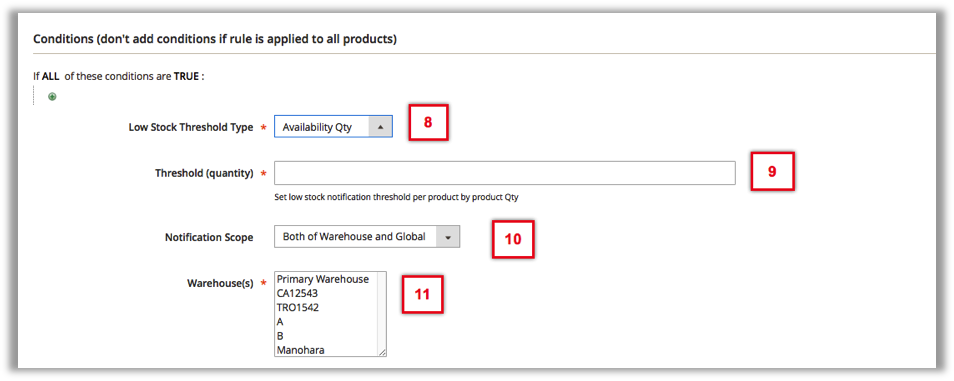 Conditions (don't add conditions if rule is applied to all products)
If ALL of these conditions are TRUE :
Low Stock Threshold Type * Availability Qty 8
Threshold (quantity) * 9
Set low stock notification threshold per product by product Qty
Notification Scope Both of Warehouse and Global 10
Warehouse(s) * Primary Warehouse 11
CA12543
TRO1542
A
B
Manohara